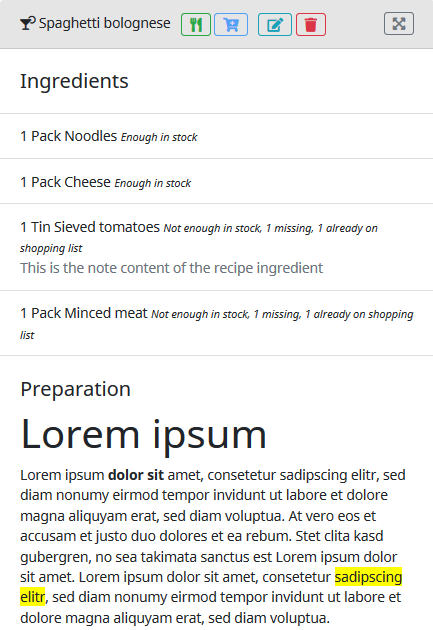 Spaghetti bolognese
Ingredients
1 Pack Noodles Enough in stock
1 Pack Cheese Enough in stock
1 Tin Sieved tomatoes Not enough in stock, 1 missing, 1 already on
shopping list
This is the note content of the recipe ingredient
1 Pack Minced meat Not enough in stock, 1 missing, 1 already on shopping
list
Preparation
Lorem ipsum
Lorem ipsum dolor sit amet, consetetur sadipscing elitr, sed
diam nonumy eirmod tempor invidunt ut labore et dolore
magna aliquyam erat, sed diam voluptua. At vero eos et
accusam et justo duo dolores et ea rebum. Stet clita kasd
gubergren, no sea takimata sanctus est Lorem ipsum dolor
sit amet. Lorem ipsum dolor sit amet, consetetur sadipscing
elitr, sed diam nonumy eirmod tempor invidunt ut labore et
dolore magna aliquyam erat, sed diam voluptua.